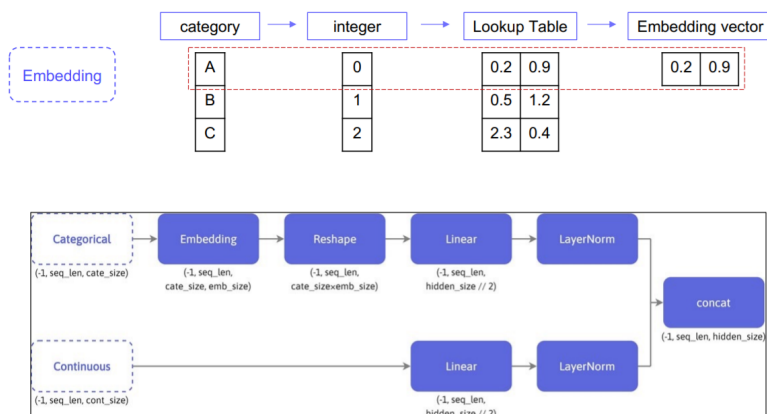 category
integer
Lookup Table
Embedding vector
Embedding
A
0
0.2 0.9
0.2 0.9
B
1
0.5 1.2
C
2
2.3 0.4
Categorical
(-1, seq_len, cate_size)
Embedding
(-1, seq_len,
cate_size, emb_size)
Reshape
(-1, seq_len,
cate_size×emb_size)
Linear
(-1, seq_len,
hidden_size // 2)
LayerNorm
concat
(-1, seq_len, hidden_size)
Continuous
(-1, seq_len, cont_size)
Linear
(-1, seq_len,
hidden_size // 2)
LayerNorm